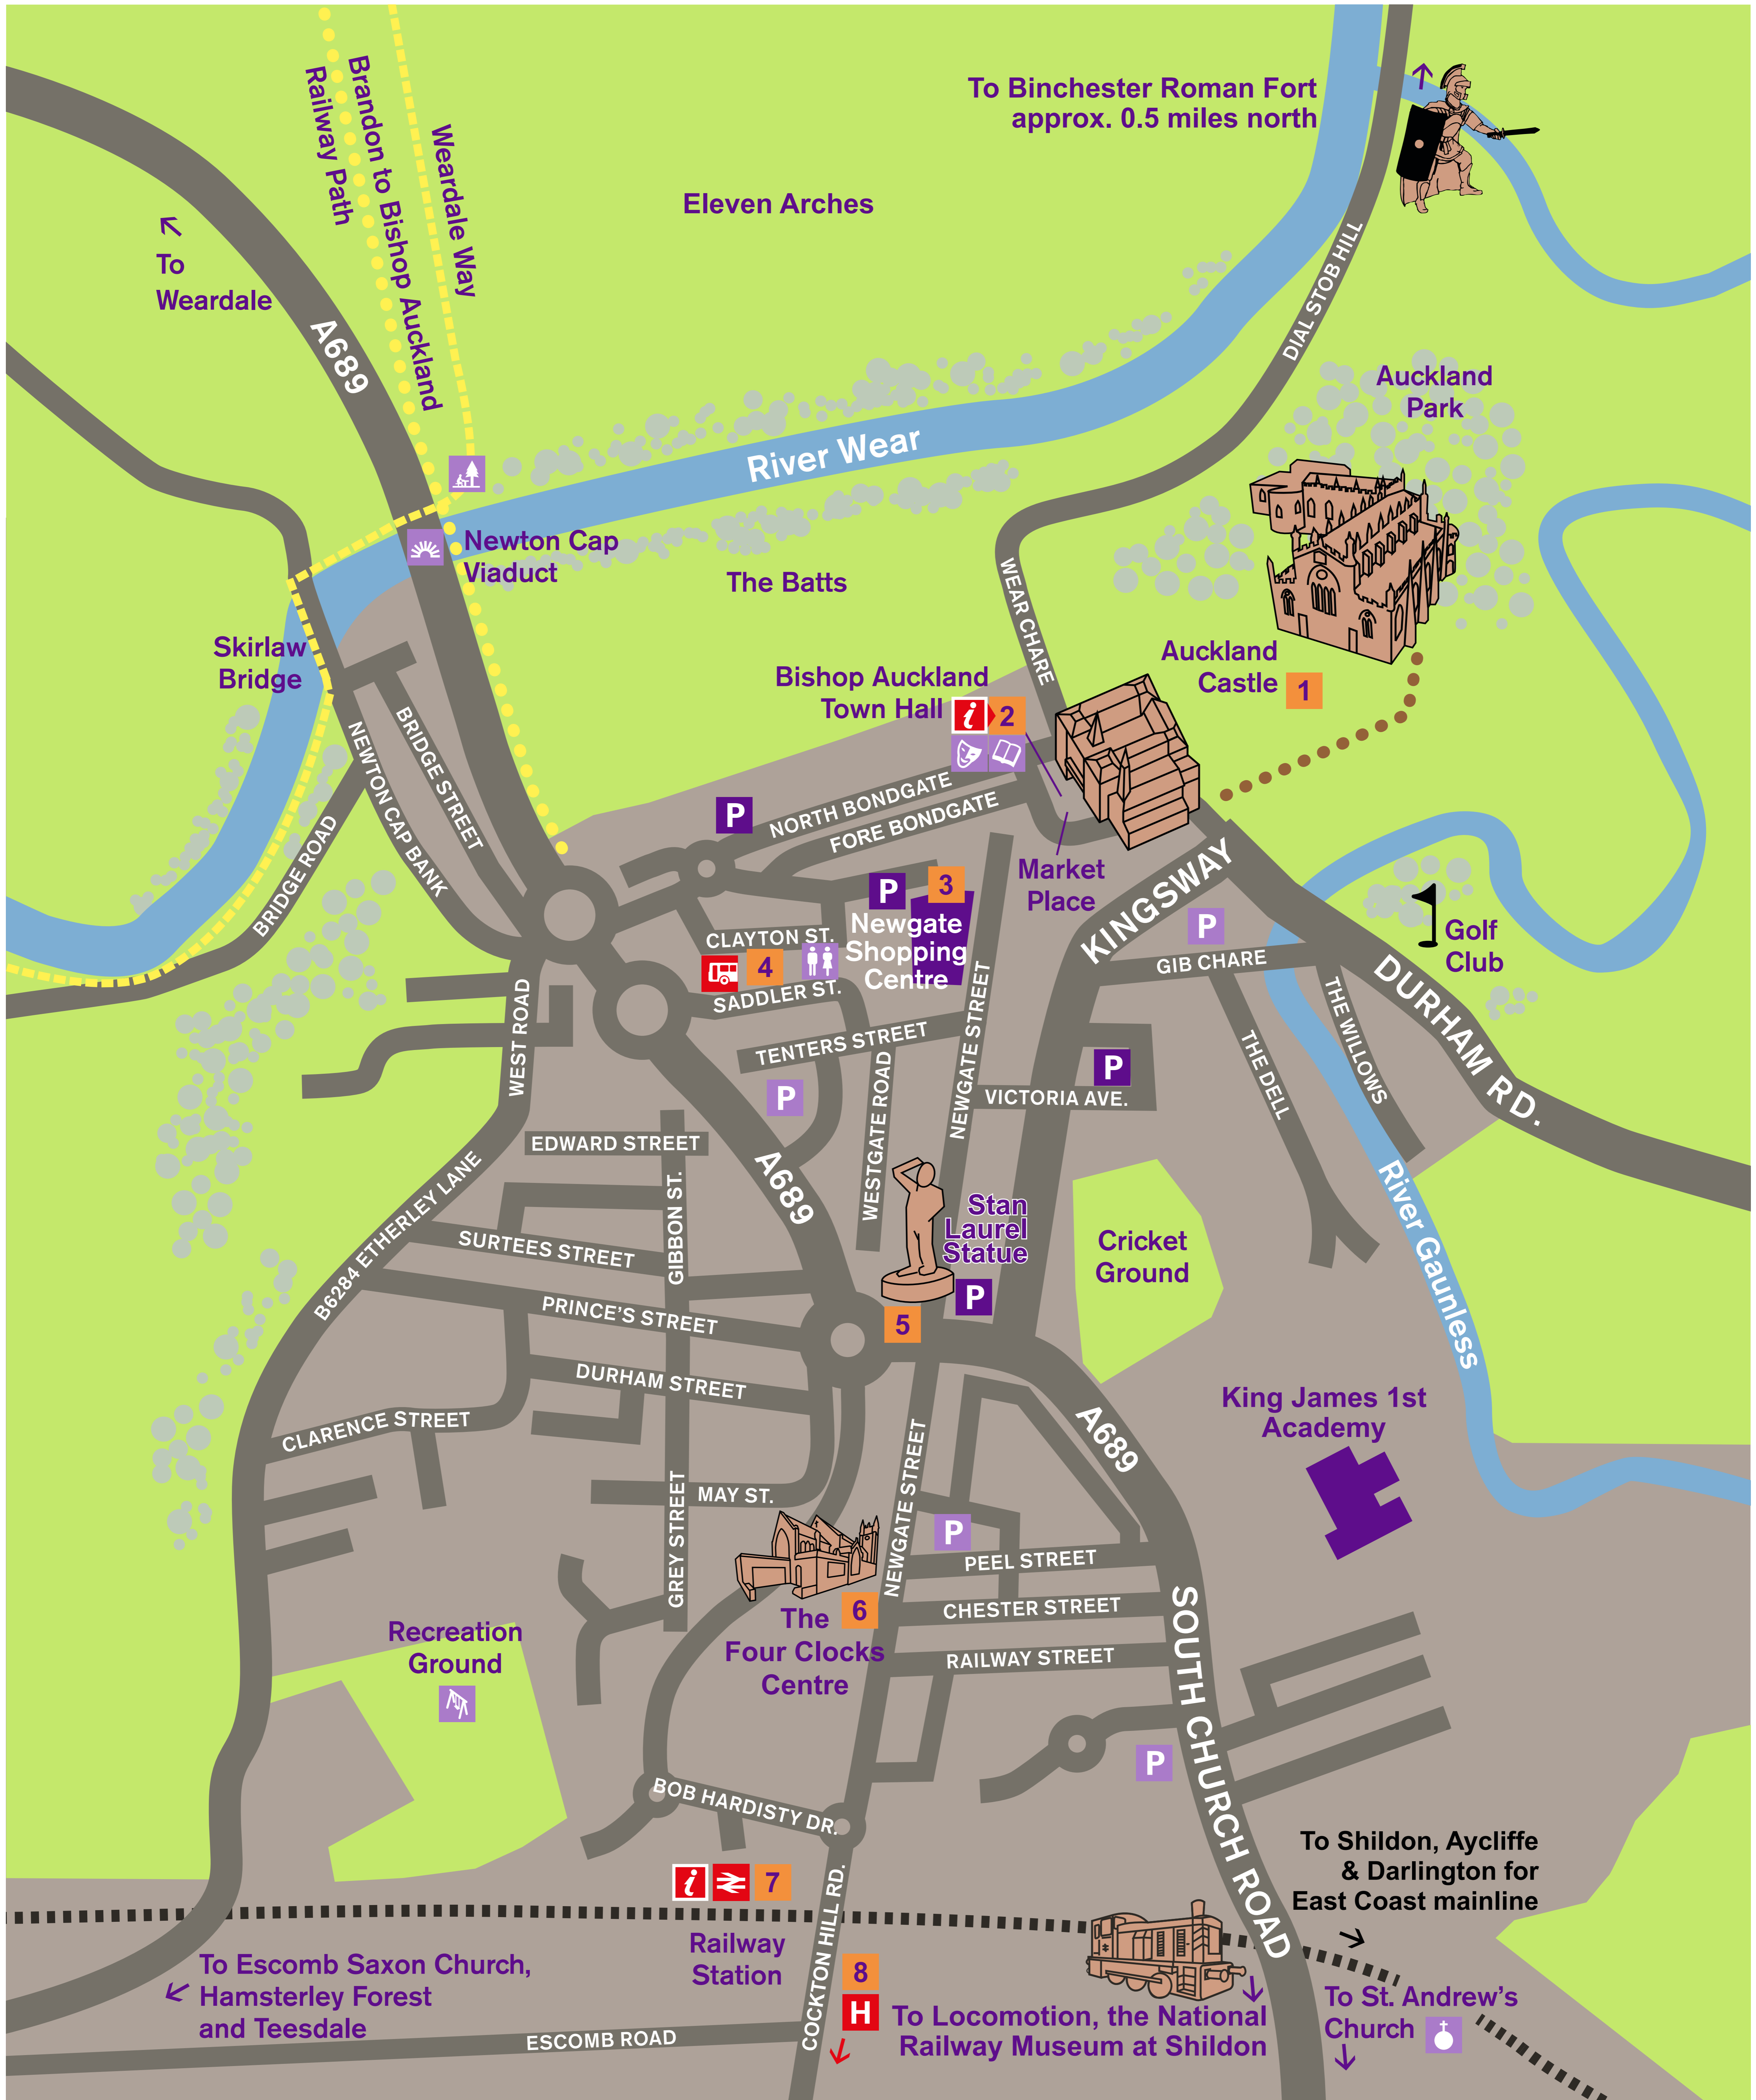 To Binchester Roman Fort
approx. 0.5 miles north
Brandon to Bishop Auckland
Railway Path
Weardale Way
Eleven Arches
To
Weardale
A689
DIAL STOB HILL
Auckland
Park
River Wear
Newton Cap
Viaduct
The Batts
WEAR CHARE
Skirlaw
Bridge
Auckland
Castle 1
Bishop Auckland
Town Hall i 2
BRIDGE STREET
NEWTON CAP BANK
BRIDGE ROAD
P
NORTH BONDGATE
FORE BONDGATE
Market
Place
KINGSWAY
P 3
Newgate
Shopping
Centre
CLAYTON ST.
4
SADDLER ST.
P
GIB CHARE
Golf
Club
DURHAM RD.
THE WILLOWS
THE DELL
WEST ROAD
TENTERS STREET
P
WESTGATE ROAD
NEWGATE STREET
P
VICTORIA AVE.
EDWARD STREET
A689
GIBBON ST.
B6284 ETHERLEY LANE
SURTEES STREET
PRINCE'S STREET
Stan
Laurel
Statue
P
5
Cricket
Ground
River Gaunless
DURHAM STREET
CLARENCE STREET
A689
King James 1st
Academy
MAY ST.
GREY STREET
NEWGATE STREET
P
PEEL STREET
CHESTER STREET
RAILWAY STREET
The 6
Four Clocks
Centre
Recreation
Ground
SOUTH CHURCH ROAD
P
BOB HARDISTY DR.
COCKTON HILL RD.
i 7
Railway
Station
To Shildon, Aycliffe
& Darlington for
East Coast mainline
To Escomb Saxon Church,
Hamsterley Forest
and Teesdale
8
H
To Locomotion, the National
Railway Museum at Shildon
To St. Andrew's
Church
ESCOMB ROAD